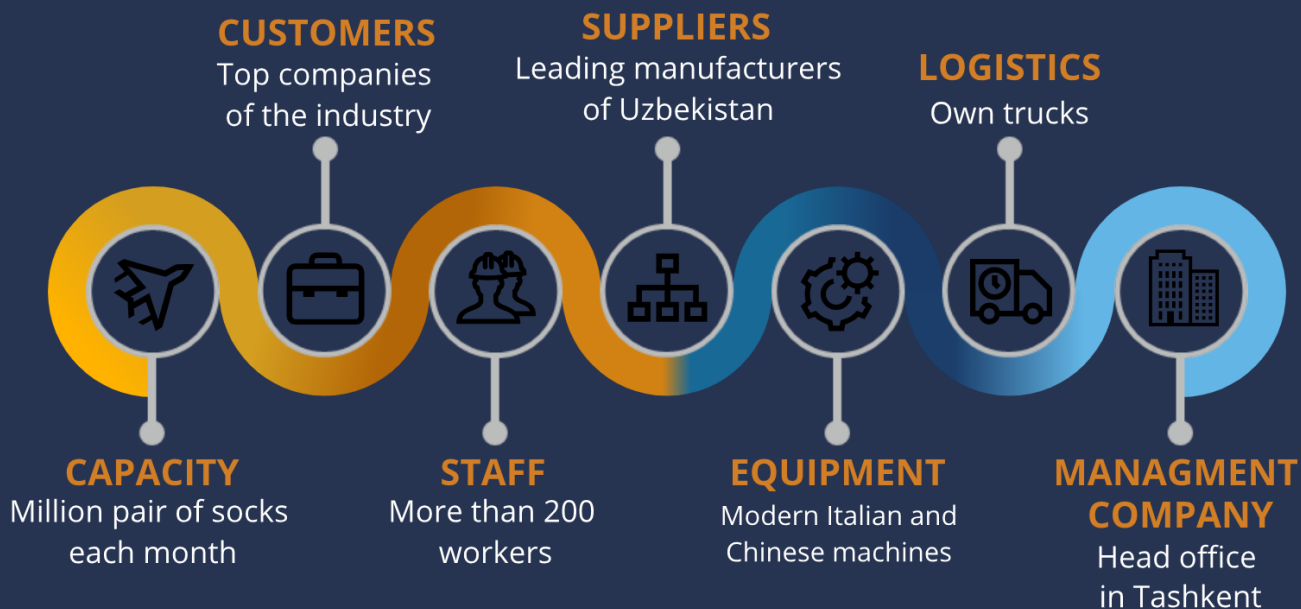 CUSTOMERS
Top companies
of the industry
SUPPLIERS
Leading manufacturers
of Uzbekistan
LOGISTICS
Own trucks
CAPACITY
Million pair of socks
each month
STAFF
More than 200
workers
EQUIPMENT
Modern Italian and
Chinese machines
MANAGMENT
COMPANY
Head office
in Tashkent